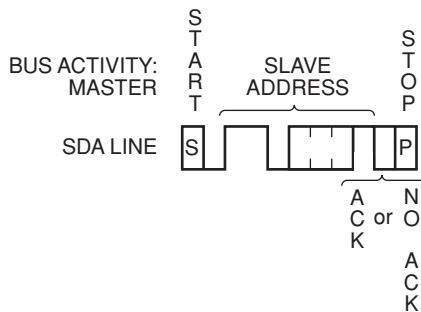 START
BUS ACTIVITY:
MASTER
SLAVE
ADDRESS
STOP
SDA LINE
S
P
ACK
or
NO ACK